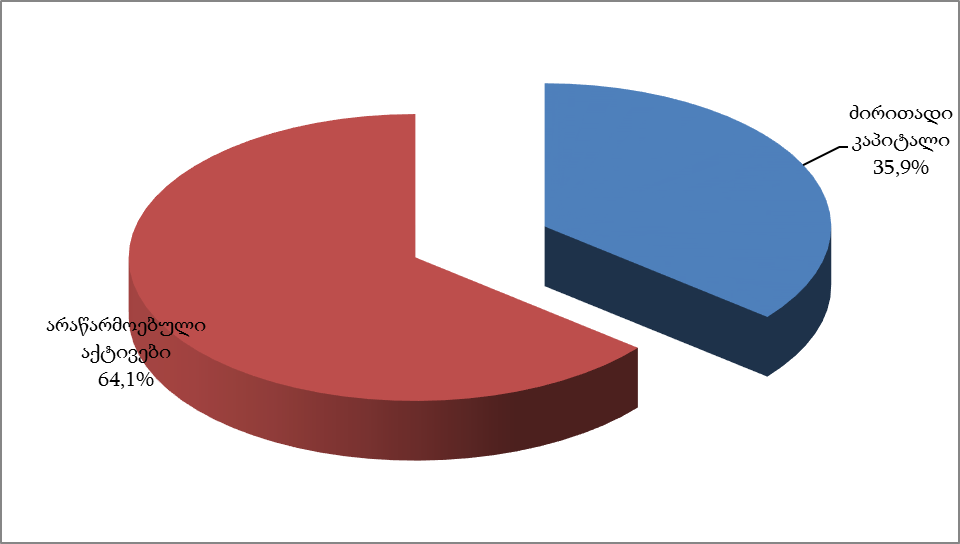 ძირითადი
კაპიტალი
35,9%
არაწარმოებული
აქტივები
64,1%